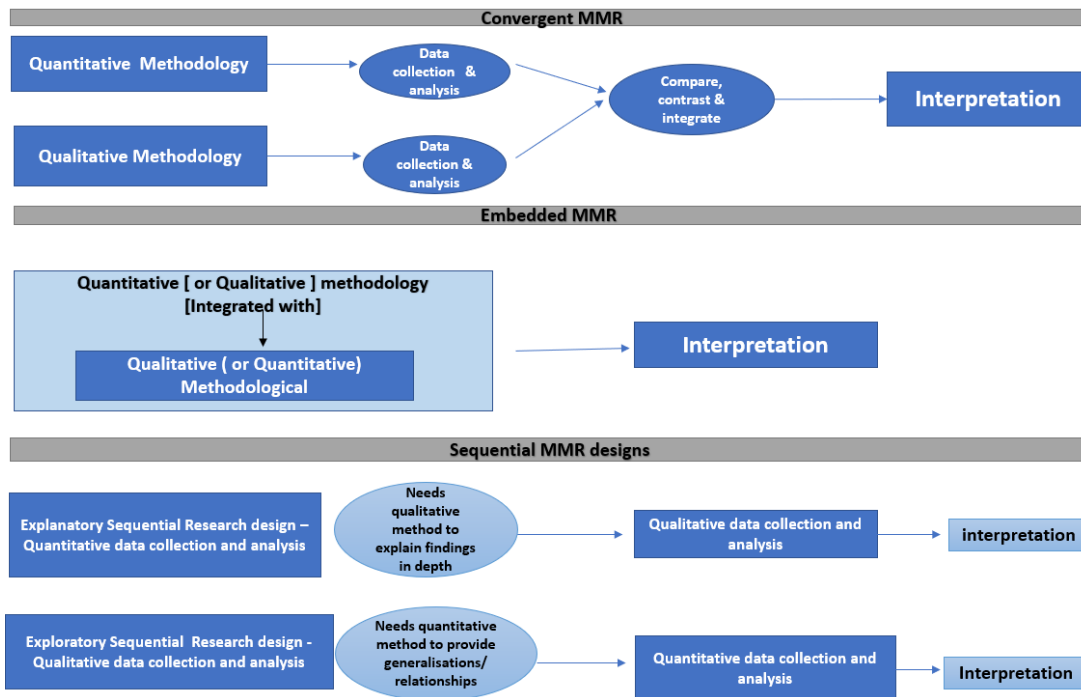 Convergent MMR
Quantitative Methodology
Data
collection &
analysis
Compare,
contrast &
integrate
Interpretation
Qualitative Methodology
Data
collection &
analysis
Embedded MMR
Quantitative [ or Qualitative ] methodology
[Integrated with]
Qualitative ( or Quantitative)
Methodological
Interpretation
Sequential MMR designs
Explanatory Sequential Research design –
Quantitative data collection and analysis
Needs
qualitative
method to
explain findings
in depth
Qualitative data collection and
analysis
interpretation
Exploratory Sequential Research design -
Qualitative data collection and analysis
Needs quantitative
method to provide
generalisations/
relationships
Quantitative data collection and
analysis
Interpretation